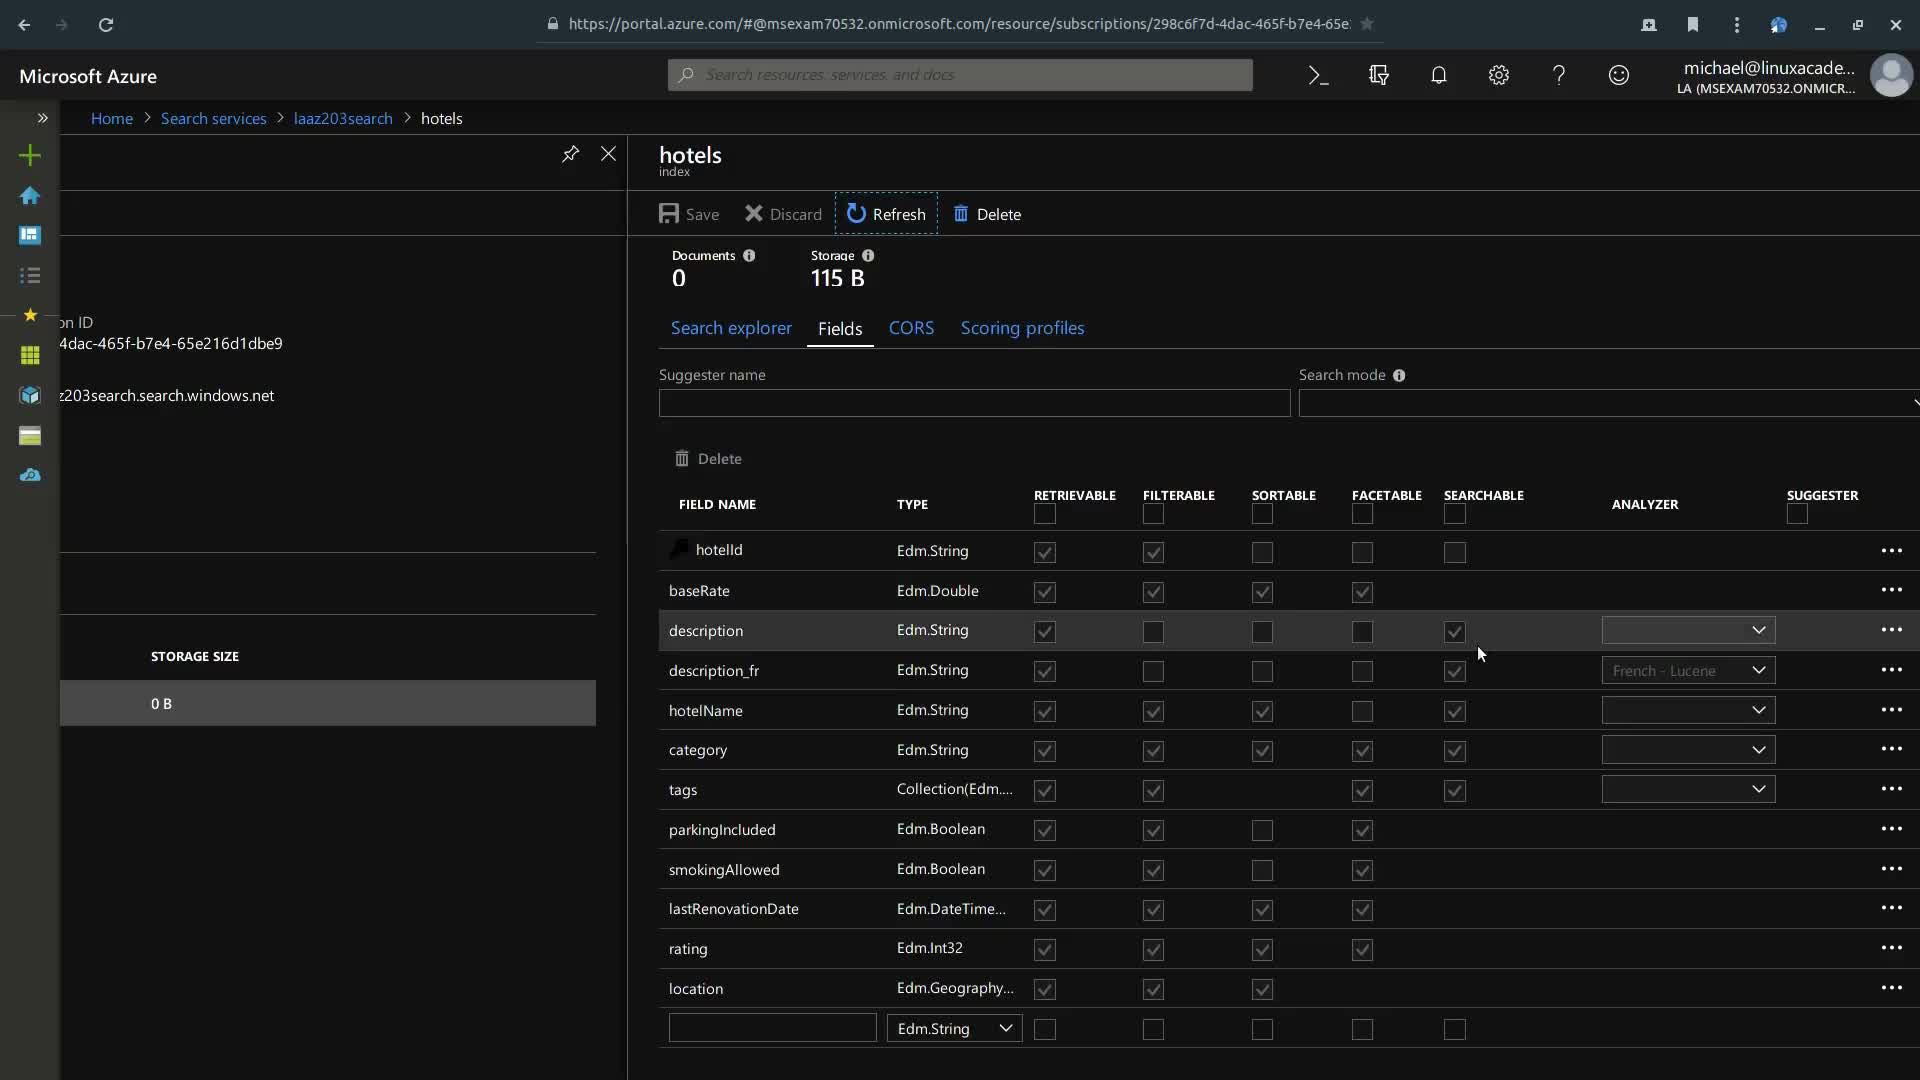 https://portal.azure.com/#@msexam70532.onmicrosoft.com/resource/subscriptions/298c6f7d-4dac-465f-b7e4-65e
Microsoft Azure
Search resources, services, and docs
michael@linuxacade...
LA (MSEXAM70532.ONMICR...
Home > Search services > laaz203search > hotels
hotels
index
Save Discard Refresh Delete
Documents Storage
0 115 B
Search explorer Fields CORS Scoring profiles
on ID
4dac-465f-b7e4-65e216d1dbe9
z203search.search.windows.net
STORAGE SIZE
0 B
Suggester name Search mode
Delete
FIELD NAME TYPE RETRIEVABLE FILTERABLE SORTABLE FACETABLE SEARCHABLE ANALYZER SUGGESTER
hotelId Edm.String
baseRate Edm.Double
description Edm.String
description_fr Edm.String French - Lucene
hotelName Edm.String
category Edm.String
tags Collection(Edm....
parkingIncluded Edm.Boolean
smokingAllowed Edm.Boolean
lastRenovationDate Edm.DateTime...
rating Edm.Int32
location Edm.Geography...
Edm.String